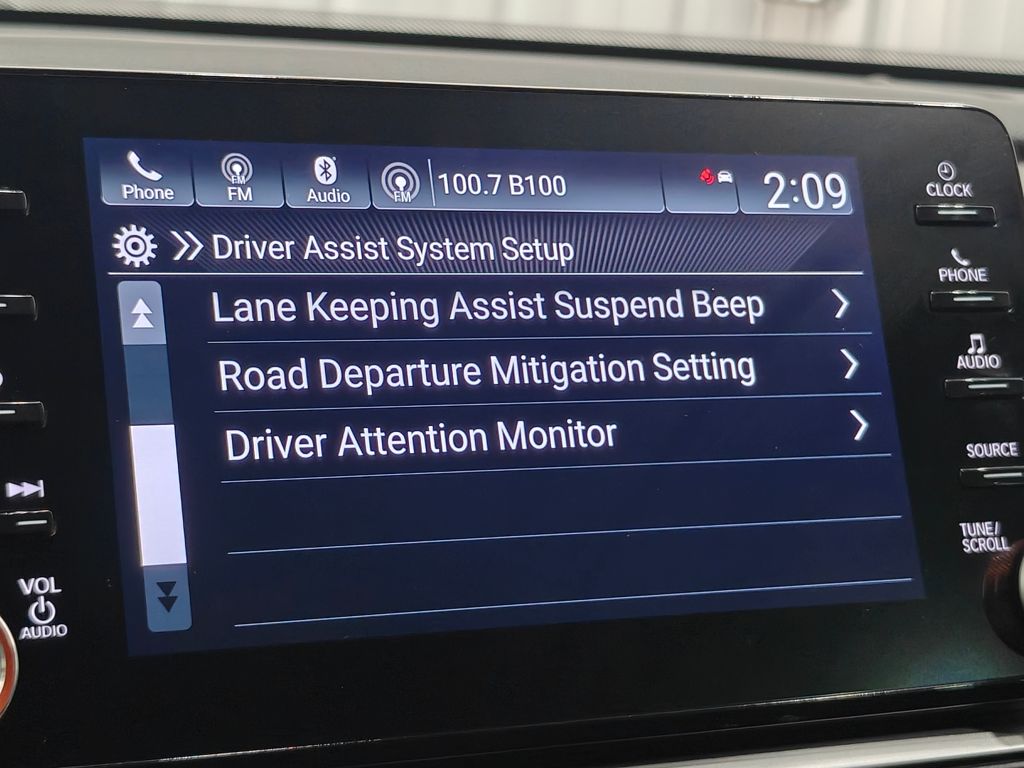 Phone
FM
FM
Audio
FM
100.7 B100
2:09
Driver Assist System Setup
Lane Keeping Assist Suspend Beep
Road Departure Mitigation Setting
Driver Attention Monitor
CLOCK
PHONE
AUDIO
SOURCE
TUNE/
SCROLL
VOL
AUDIO